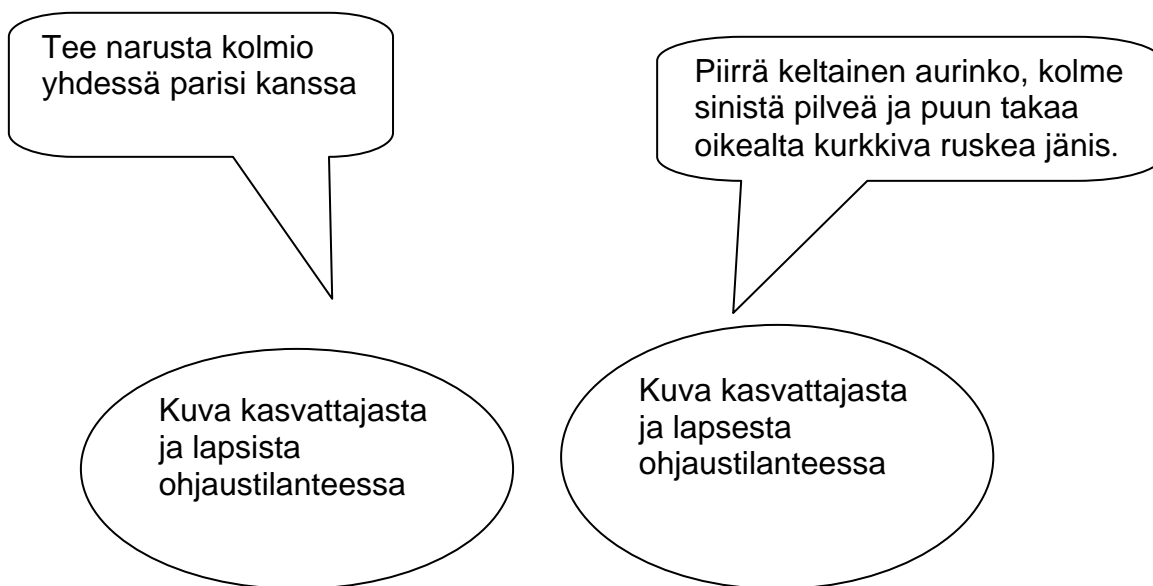 Tee narusta kolmio
yhdessä parisi kanssa
Piirrä keltainen aurinko, kolme
sinistä pilveä ja puun takaa
oikealta kurkkiva ruskea jänis.
Kuva kasvattajasta
ja lapsista
ohjaustilanteessa
Kuva kasvattajasta
ja lapsesta
ohjaustilanteessa